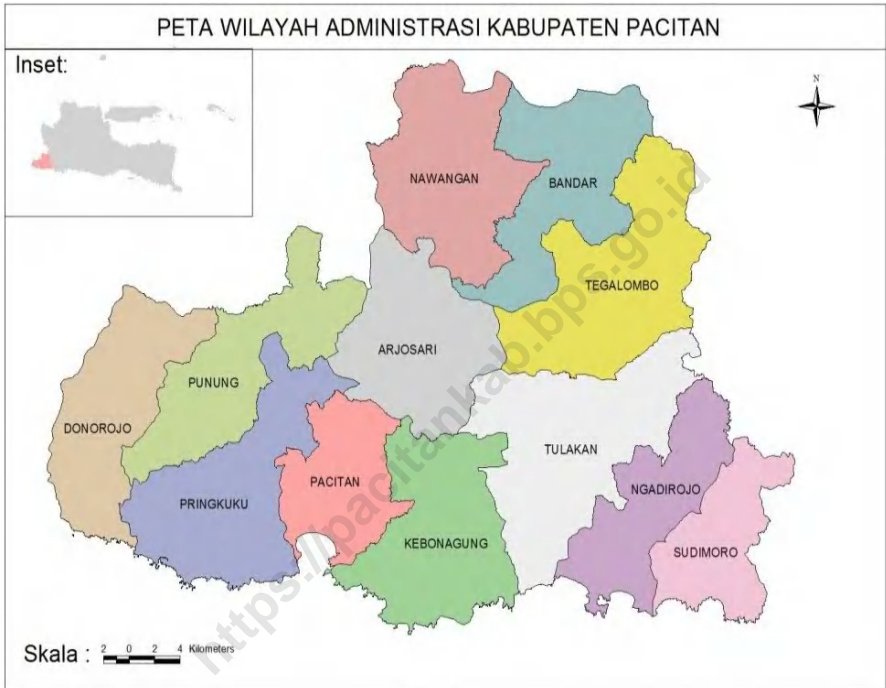 PETA WILAYAH ADMINISTRASI KABUPATEN PACITAN
Inset:
N
NAWANGAN
BANDAR
TEGALOMBO
ARJOSARI
PUNUNG
DONOROJO
TULAKAN
PACITAN
NGADIROJO
PRINGKUKU
KEBONAGUNG
SUDIMORO
https://pacitankab.bps.go.id
Skala :
2 0 2 4 Kilometers